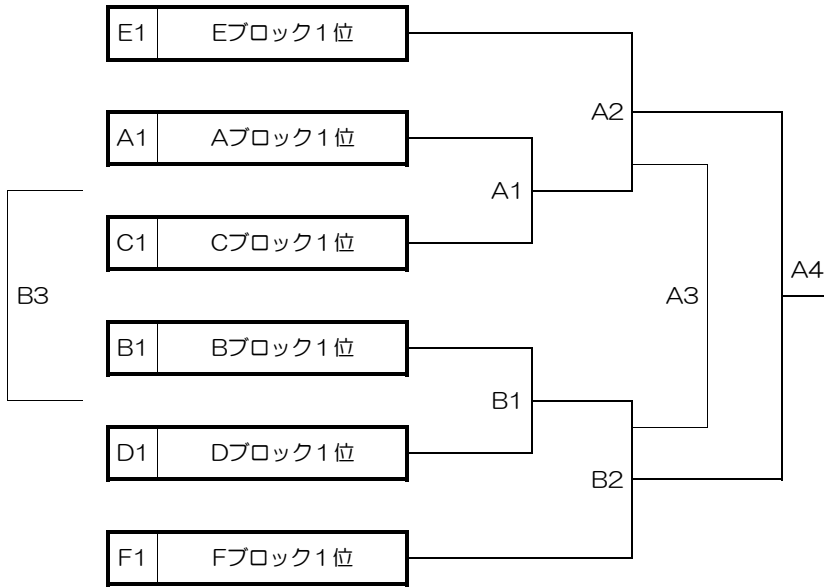 E1 Eブロック１位
A2
A1 Aブロック１位
A1
C1 Cブロック１位
A4
B3
A3
B1 Bブロック１位
B1
D1 Dブロック１位
B2
F1 Fブロック１位